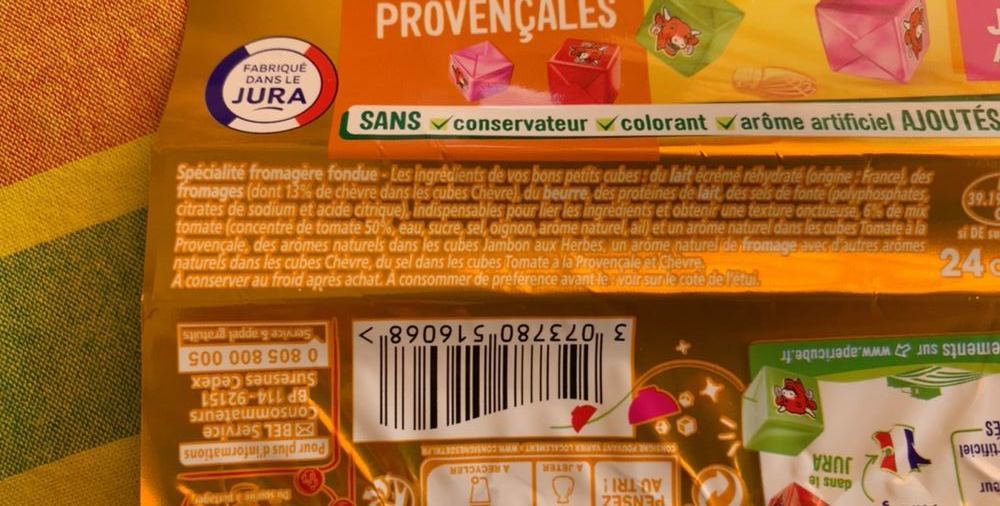 PROVENÇALES
FABRIQUÉ
DANS LE
JURA
SANS conservateur colorant arôme artificiel AJOUTÉS
Spécialité fromagère fondue - Les ingrédients de vos bons petits cubes : du lait écrémé réhydraté (origine : France), des
fromages (dont 13% de chèvre dans les cubes Chèvre), du beurre, des protéines de lait, des sels de fonte (polyphosphates,
citrates de sodium et acide citrique), indispensables pour lier les ingrédients et obtenir une texture onctueuse, 6% de mix
tomate (concentré de tomate 50%, eau, sucre, sel, oignon, arôme naturel, ail) et un arôme naturel dans les cubes Tomate à la
Provençale, des arômes naturels dans les cubes Jambon aux Herbes, un arôme naturel de fromage avec d'autres arômes
naturels dans les cubes Chèvre, du sel dans les cubes Tomate à la Provençale et Chèvre.
A conserver au froid après achat. A consommer de préférence avant le : voir sur le côté de l'étui.
39.1
si DE su
24
3 073780 516068 >
Pour plus d'informations
BEL Service
Consommateurs
BP 114 - 92151
Suresnes Cedex
0 805 800 005
Service & appel gratuits
PENSEZ
AU TRI !
À JETER
À RECYCLER
dans le
JURA
ements sur www.apericube.fr